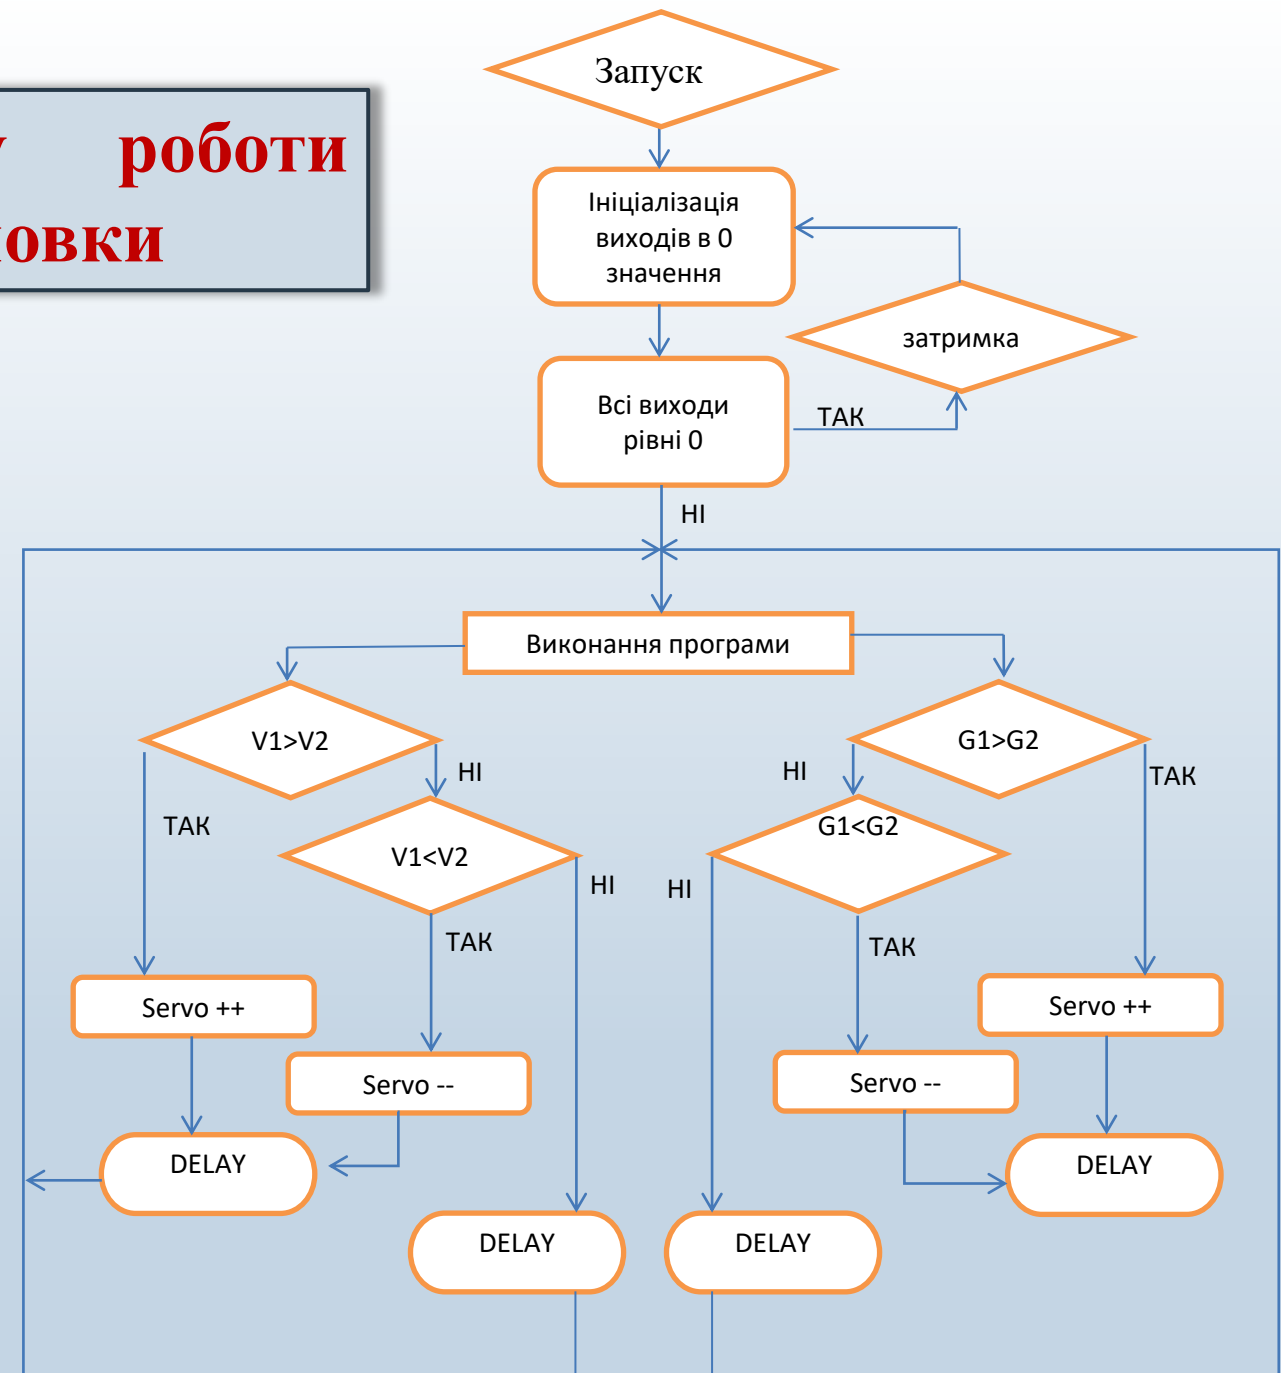 Запуск
роботи
Ініціалізація
виходів в 0
значення
затримка
Всі виходи
рівні 0
ТАК
НІ
Виконання програми
V1>V2
G1>G2
НІ
НІ
ТАК
ТАК
V1<V2
G1<G2
НІ
НІ
ТАК
ТАК
Servo ++
Servo ++
Servo --
Servo --
DELAY
DELAY
DELAY
DELAY